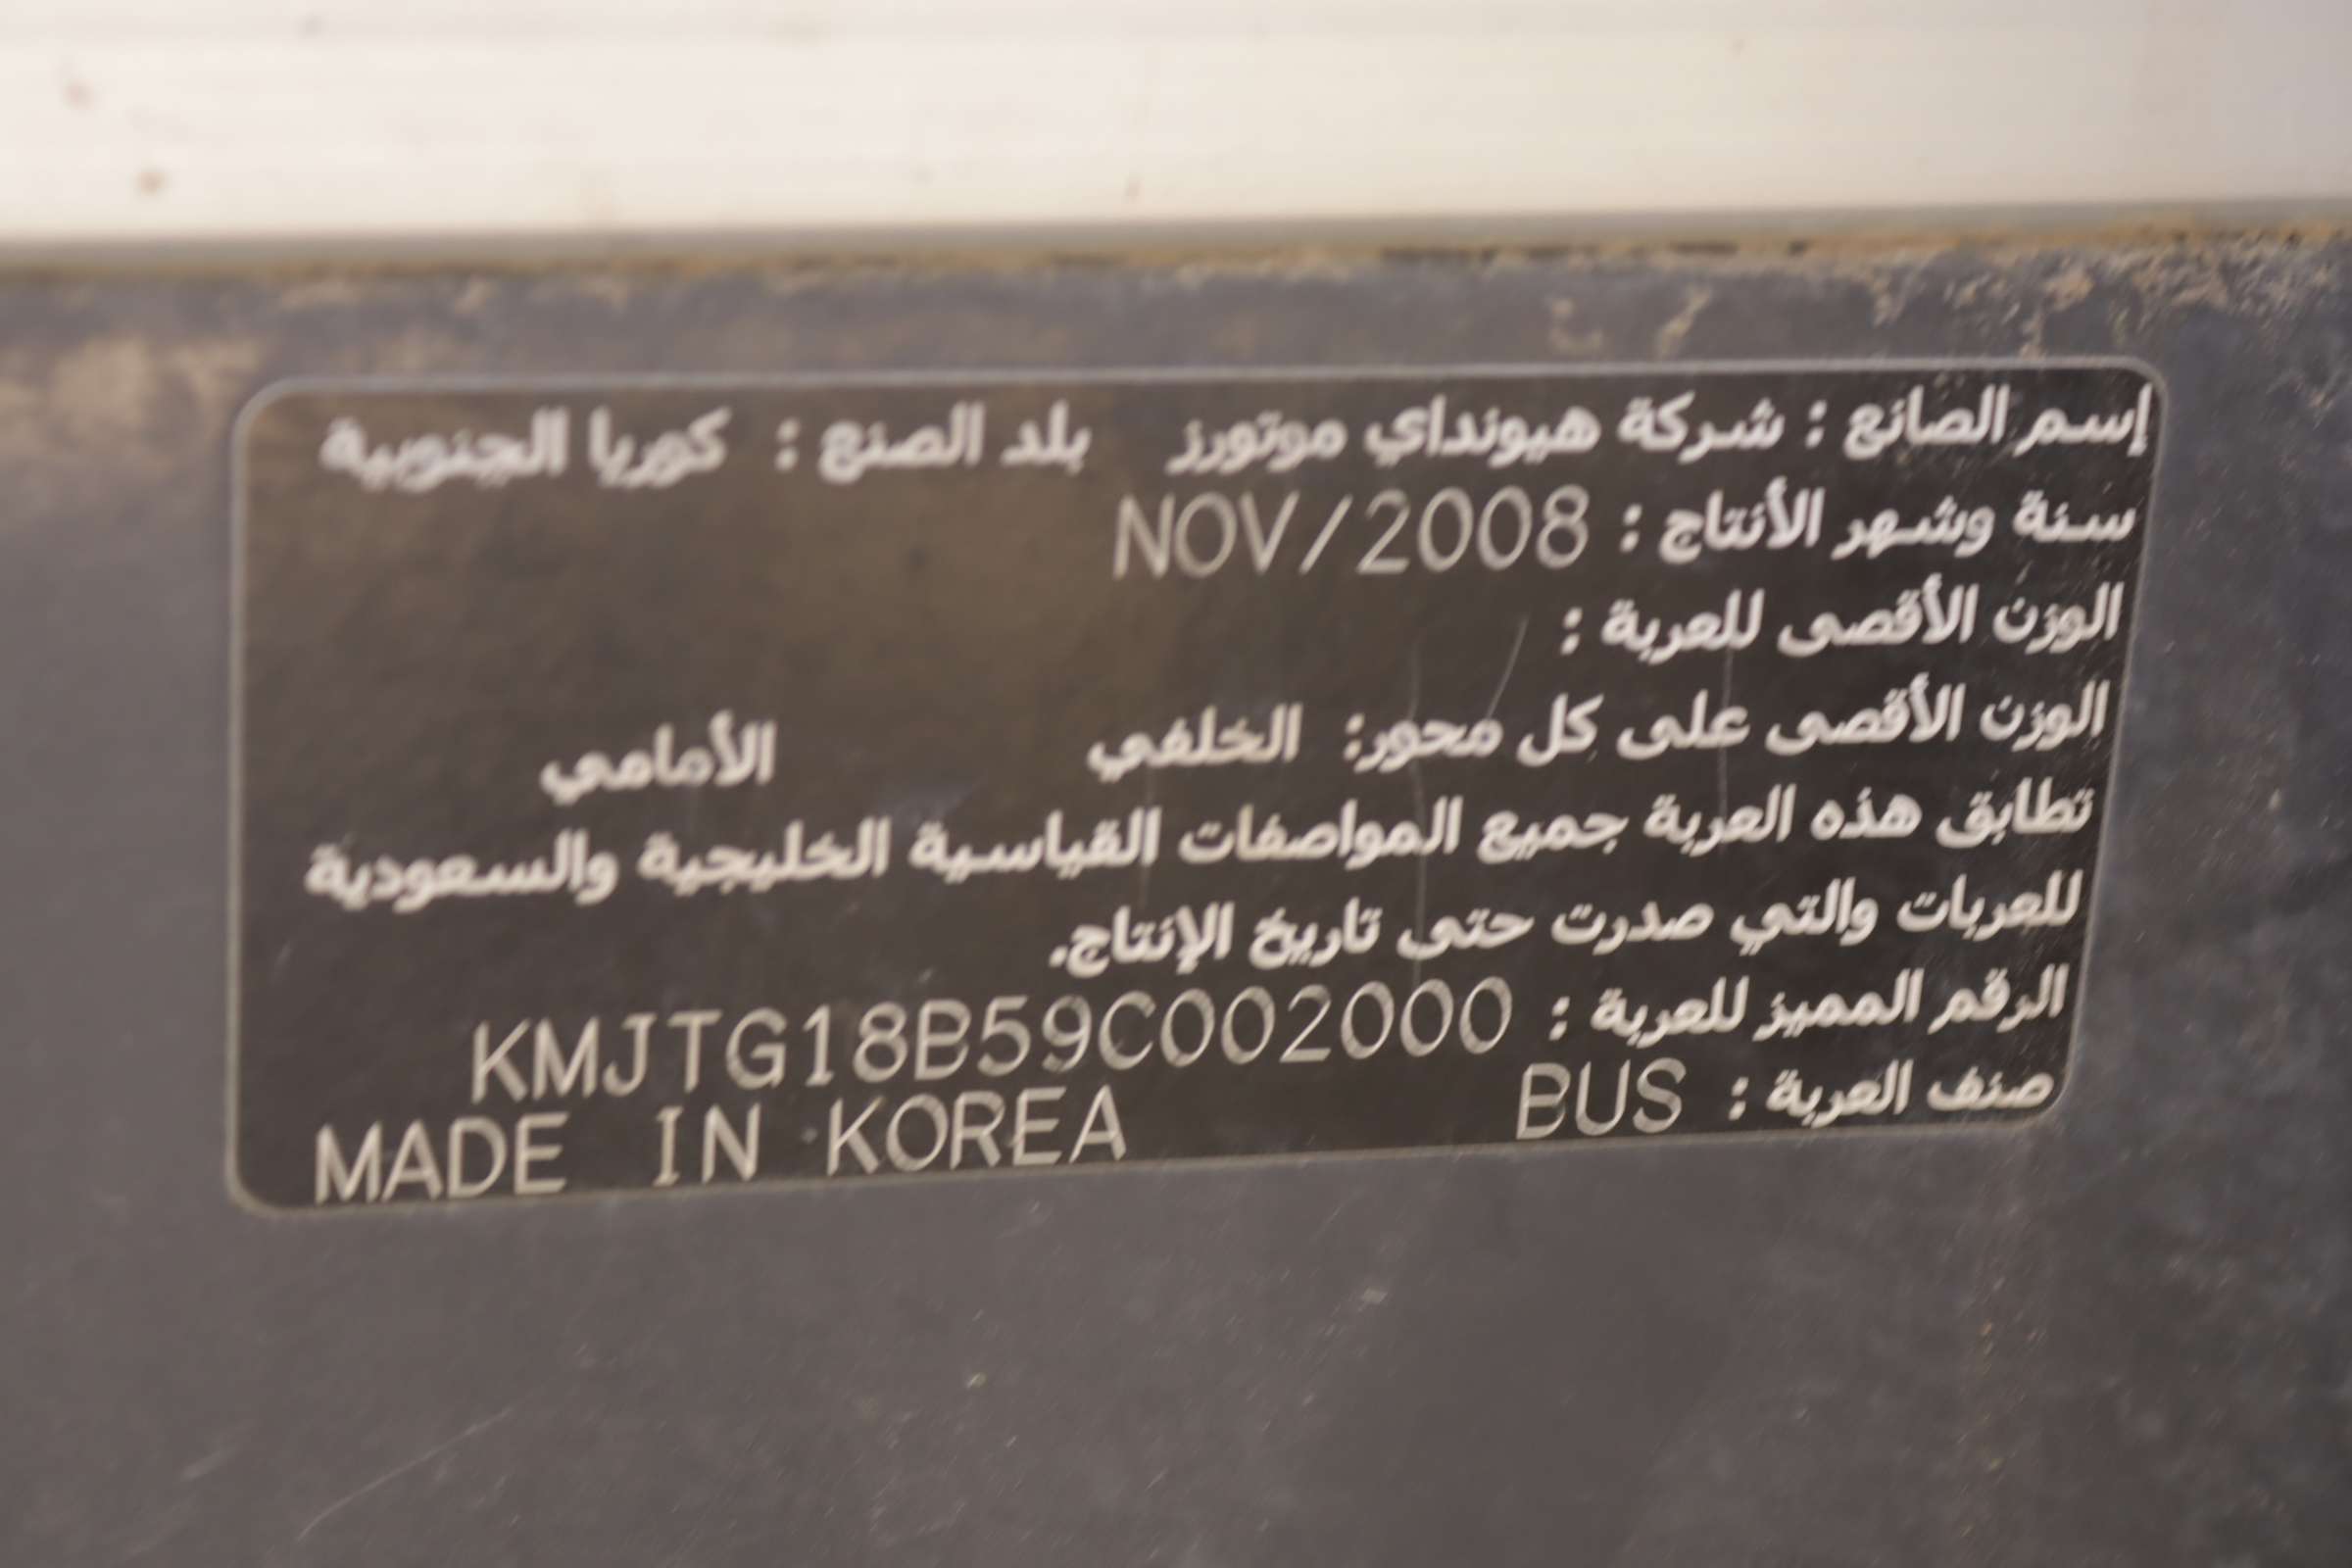 إسم الصانع : شركة هيونداي موتورز بلد الصنع : كوريا الجنوبية
سنة وشهر الأنتاج : NOV/2008
الوزن الأقصى للعربة :
الوزن الأقصى على كل محور: الخلفي الأمامي
تطابق هذه العربة جميع المواصفات القياسية الخليجية والسعودية
للعربات والتي صدرت حتى تاريخ الإنتاج.
الرقم المميز للعربة : KMJTG18B59C002000
صنف العربة : BUS MADE IN KOREA